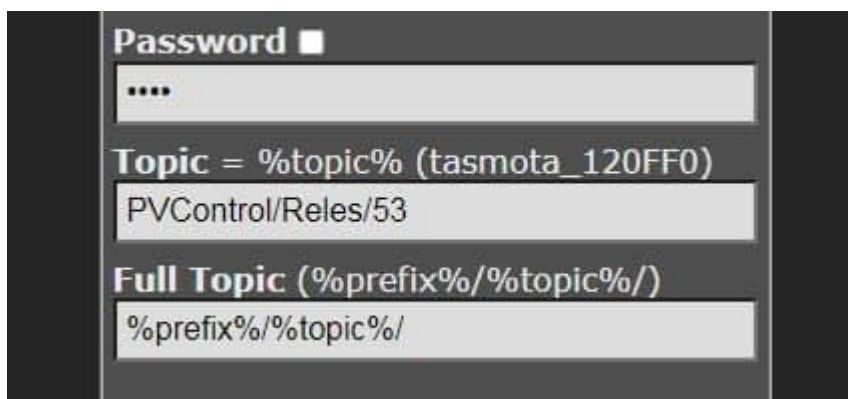 Password
••••
Topic = %topic% (tasmota_120FF0)
PVControl/Reles/53
Full Topic (%prefix%/%topic%/)
%prefix%/%topic%/